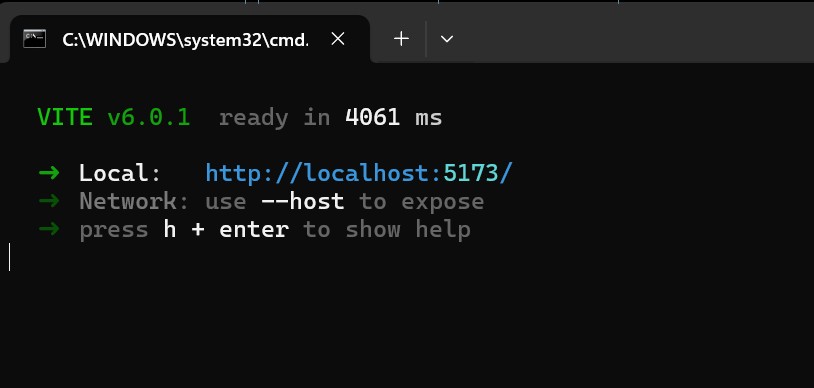 C:\WINDOWS\system32\cmd.
VITE v6.0.1 ready in 4061 ms
➜ Local: http://localhost:5173/
➜ Network: use --host to expose
➜ press h + enter to show help